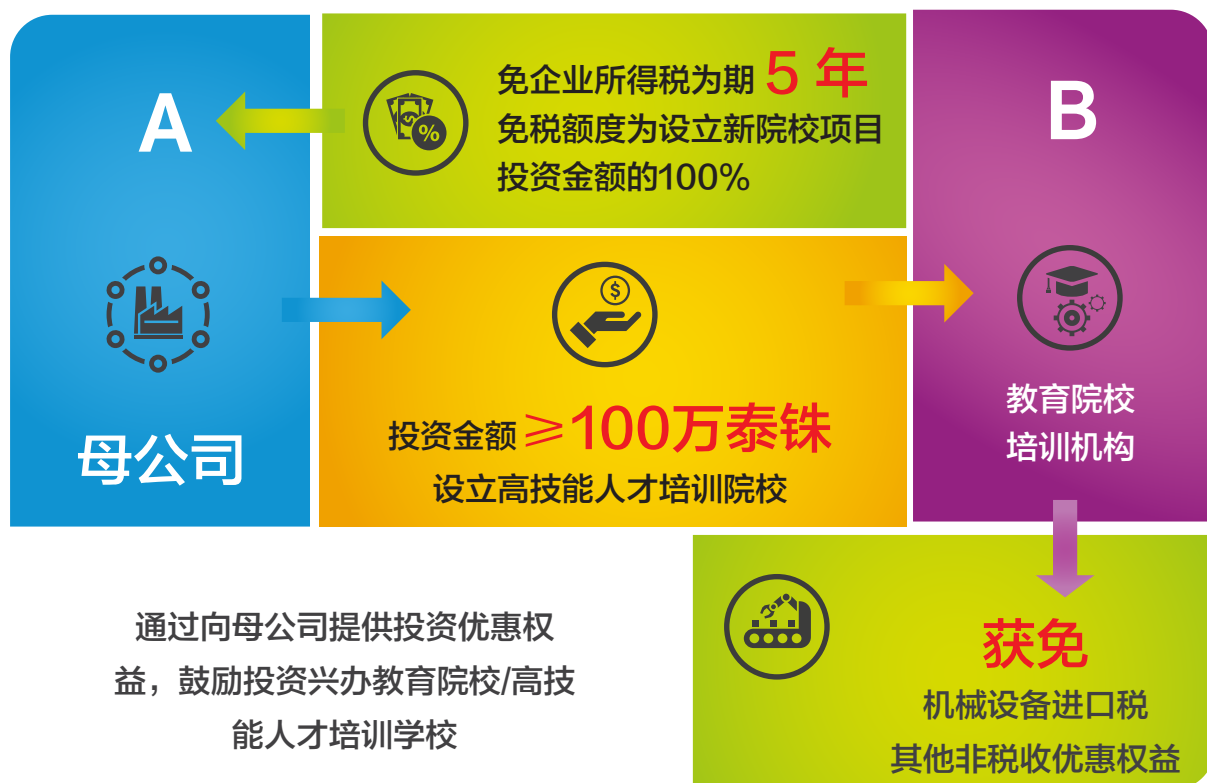 A
母公司
%
免企业所得税为期 5 年
免税额度为设立新院校项目
投资金额的100%
$
投资金额 ≥100万泰铢
设立高技能人才培训院校
B
教育院校
培训机构
通过向母公司提供投资优惠权
益，鼓励投资兴办教育院校/高技
能人才培训学校
获免
机械设备进口税
其他非税收优惠权益